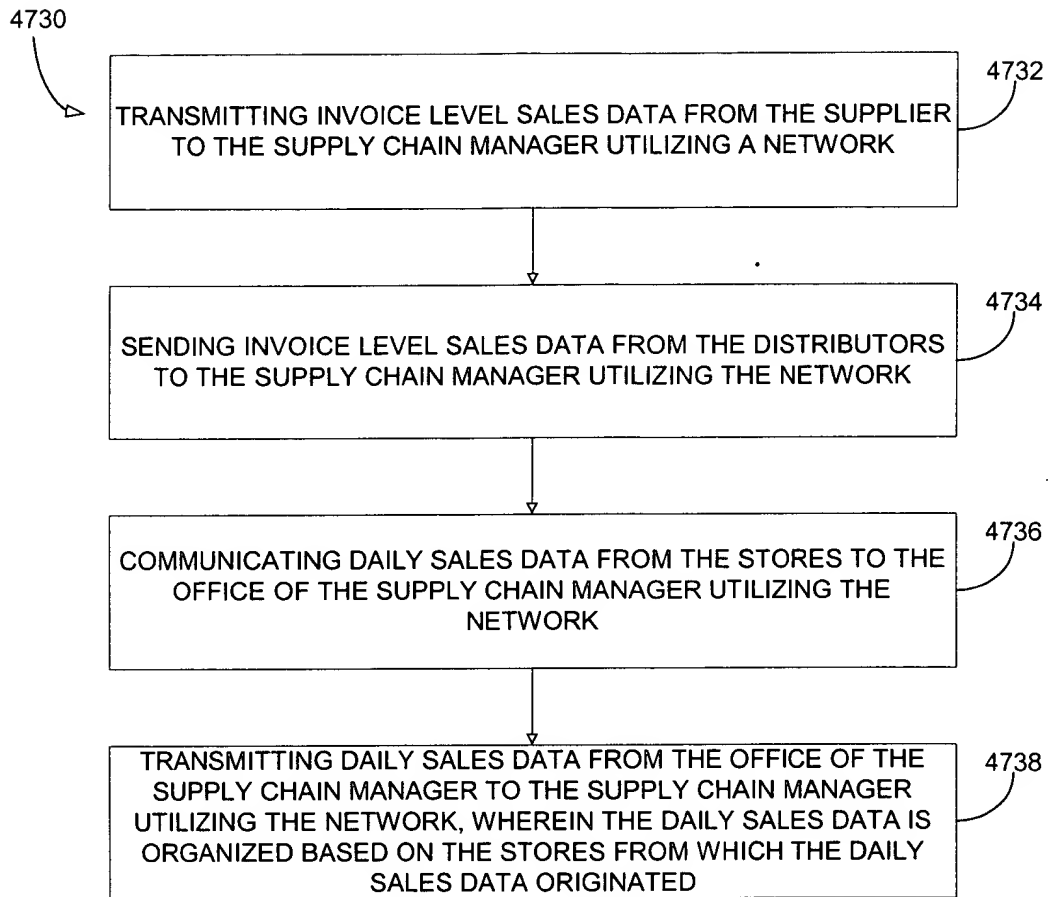 4730
4732
TRANSMITTING INVOICE LEVEL SALES DATA FROM THE SUPPLIER
TO THE SUPPLY CHAIN MANAGER UTILIZING A NETWORK
4734
SENDING INVOICE LEVEL SALES DATA FROM THE DISTRIBUTORS
TO THE SUPPLY CHAIN MANAGER UTILIZING THE NETWORK
4736
COMMUNICATING DAILY SALES DATA FROM THE STORES TO THE
OFFICE OF THE SUPPLY CHAIN MANAGER UTILIZING THE
NETWORK
4738
TRANSMITTING DAILY SALES DATA FROM THE OFFICE OF THE
SUPPLY CHAIN MANAGER TO THE SUPPLY CHAIN MANAGER
UTILIZING THE NETWORK, WHEREIN THE DAILY SALES DATA IS
ORGANIZED BASED ON THE STORES FROM WHICH THE DAILY
SALES DATA ORIGINATED